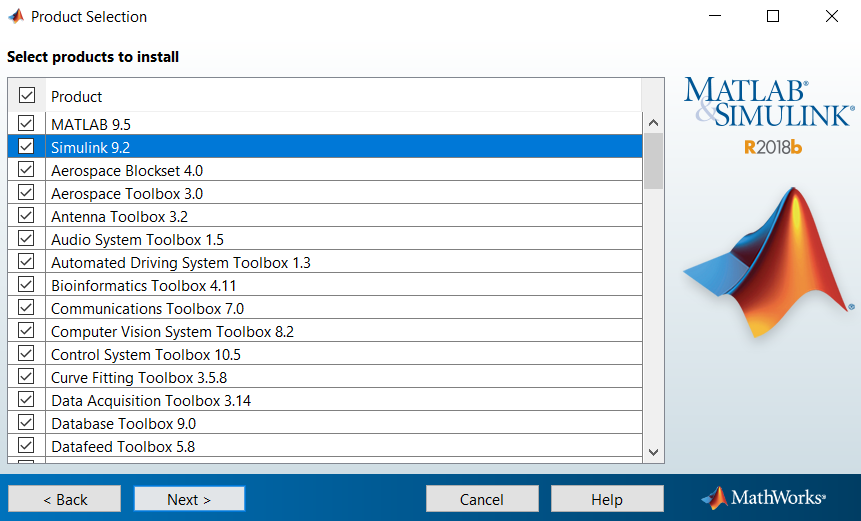 Product Selection
Select products to install
Product
MATLAB 9.5
Simulink 9.2
Aerospace Blockset 4.0
Aerospace Toolbox 3.0
Antenna Toolbox 3.2
Audio System Toolbox 1.5
Automated Driving System Toolbox 1.3
Bioinformatics Toolbox 4.11
Communications Toolbox 7.0
Computer Vision System Toolbox 8.2
Control System Toolbox 10.5
Curve Fitting Toolbox 3.5.8
Data Acquisition Toolbox 3.14
Database Toolbox 9.0
Datafeed Toolbox 5.8
MATLAB®
&SIMULINK®
R2018b
®
< Back
Next >
Cancel
Help
MathWorks®